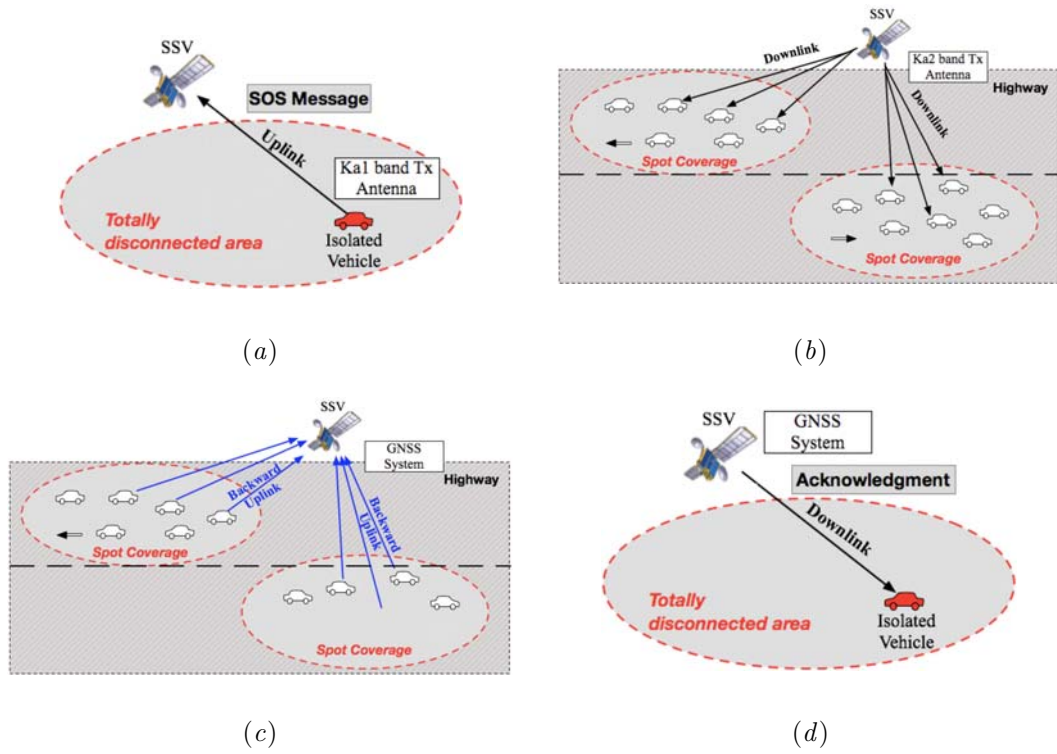 SSV
SOS Message
Uplink
Ka1 band Tx
Antenna
Totally
disconnected area
Isolated
Vehicle
(a)
SSV
Downlink
Ka2 band Tx
Antenna
Highway
Downlink
Spot Coverage
Spot Coverage
(b)
SSV
GNSS
System
Highway
Backward
Uplink
Backward
Uplink
Spot Coverage
Spot Coverage
(c)
SSV
GNSS
System
Acknowledgment
Downlink
Totally
disconnected area
Isolated
Vehicle
(d)